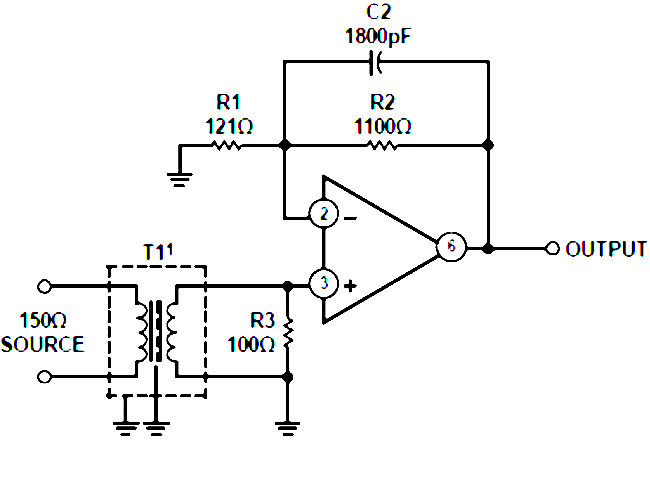 C2
1800pF
R1
121Ω
R2
1100Ω
2
−
6
OUTPUT
3
+
T1¹
150Ω
SOURCE
R3
100Ω